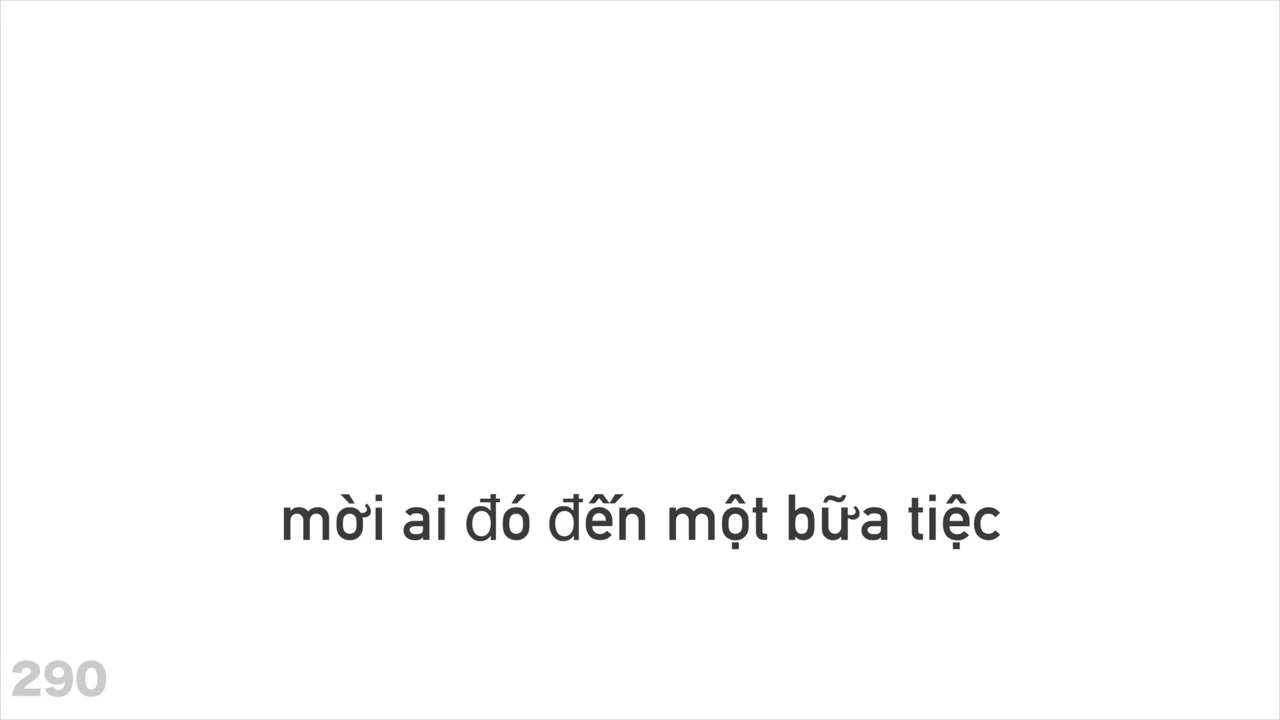 mời ai đó đến một bữa tiệc
290